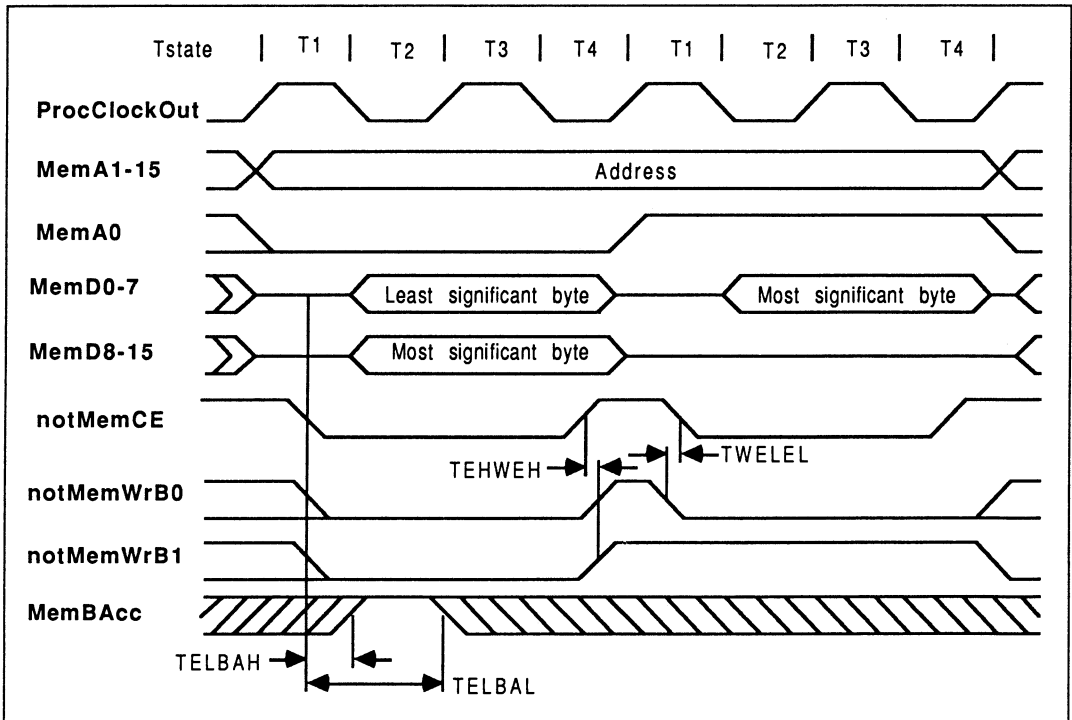 Tstate | T1 | T2 | T3 | T4 | T1 | T2 | T3 | T4 |
ProcClockOut
MemA1-15 Address
MemA0
MemD0-7 Least significant byte Most significant byte
MemD8-15 Most significant byte
notMemCE
TEHWEH TWELEL
notMemWrB0
notMemWrB1
MemBAcc
TELBAH
TELBAL